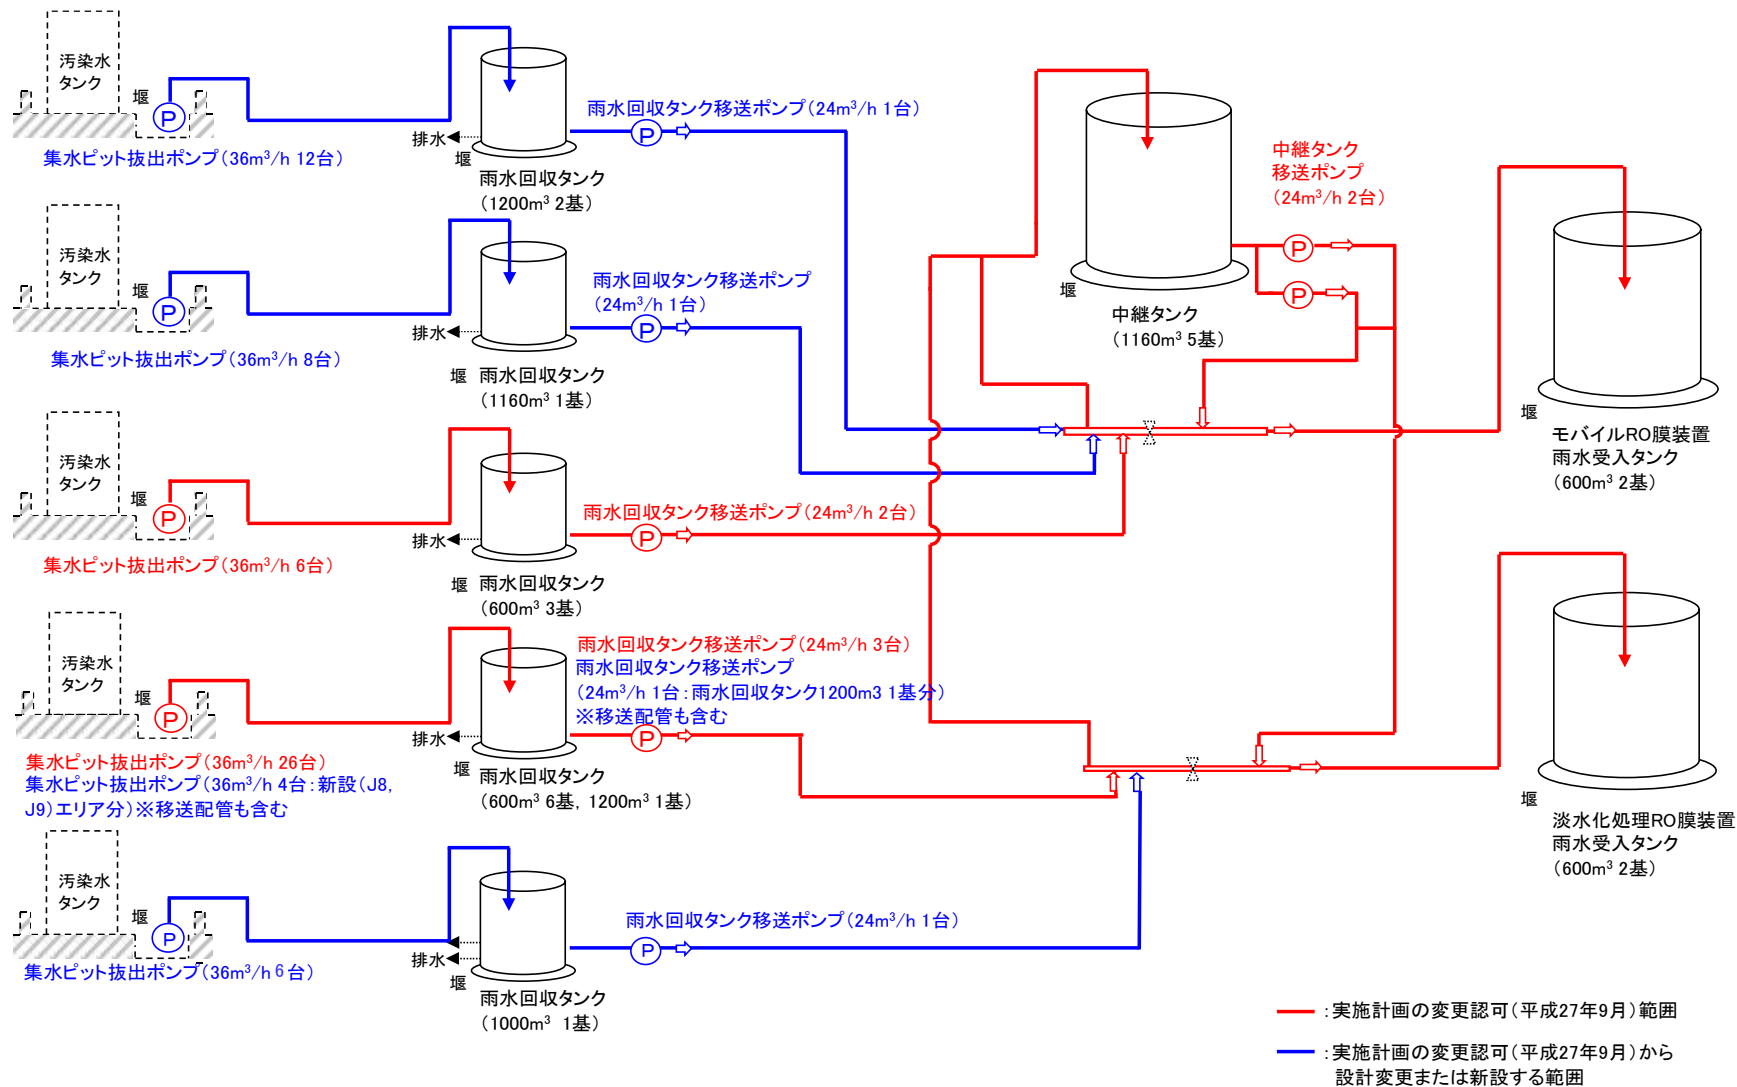 汚染水
タンク
堰
P
集水ピット抜出ポンプ(36m³/h 12台)
排水
堰
雨水回収タンク
(1200m³ 2基)
雨水回収タンク移送ポンプ(24m³/h 1台)
P
汚染水
タンク
堰
P
集水ピット抜出ポンプ(36m³/h 8台)
排水
堰
雨水回収タンク
(1160m³ 1基)
雨水回収タンク移送ポンプ
(24m³/h 1台)
P
汚染水
タンク
堰
P
集水ピット抜出ポンプ(36m³/h 6台)
排水
堰
雨水回収タンク
(600m³ 3基)
雨水回収タンク移送ポンプ(24m³/h 2台)
P
汚染水
タンク
堰
P
集水ピット抜出ポンプ(36m³/h 26台)
集水ピット抜出ポンプ(36m³/h 4台:新設(J8,
J9)エリア分)※移送配管も含む
排水
堰
雨水回収タンク
(600m³ 6基, 1200m³ 1基)
雨水回収タンク移送ポンプ(24m³/h 3台)
雨水回収タンク移送ポンプ
(24m³/h 1台:雨水回収タンク1200m3 1基分)
※移送配管も含む
P
汚染水
タンク
堰
P
集水ピット抜出ポンプ(36m³/h 6台)
排水
堰
雨水回収タンク
(1000m³ 1基)
雨水回収タンク移送ポンプ(24m³/h 1台)
P
堰
中継タンク
(1160m³ 5基)
中継タンク
移送ポンプ
(24m³/h 2台)
P
P
堰
モバイルRO膜装置
雨水受入タンク
(600m³ 2基)
堰
淡水化処理RO膜装置
雨水受入タンク
(600m³ 2基)
:実施計画の変更認可(平成27年9月)範囲
:実施計画の変更認可(平成27年9月)から
設計変更または新設する範囲